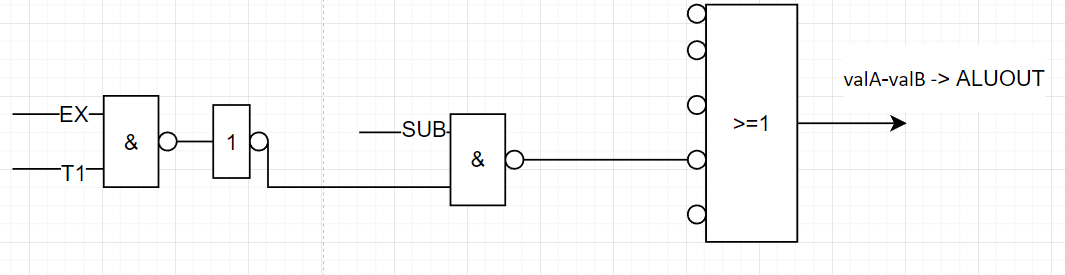 EX
T1
&
1
SUB
&
>=1
valA-valB -> ALUOUT